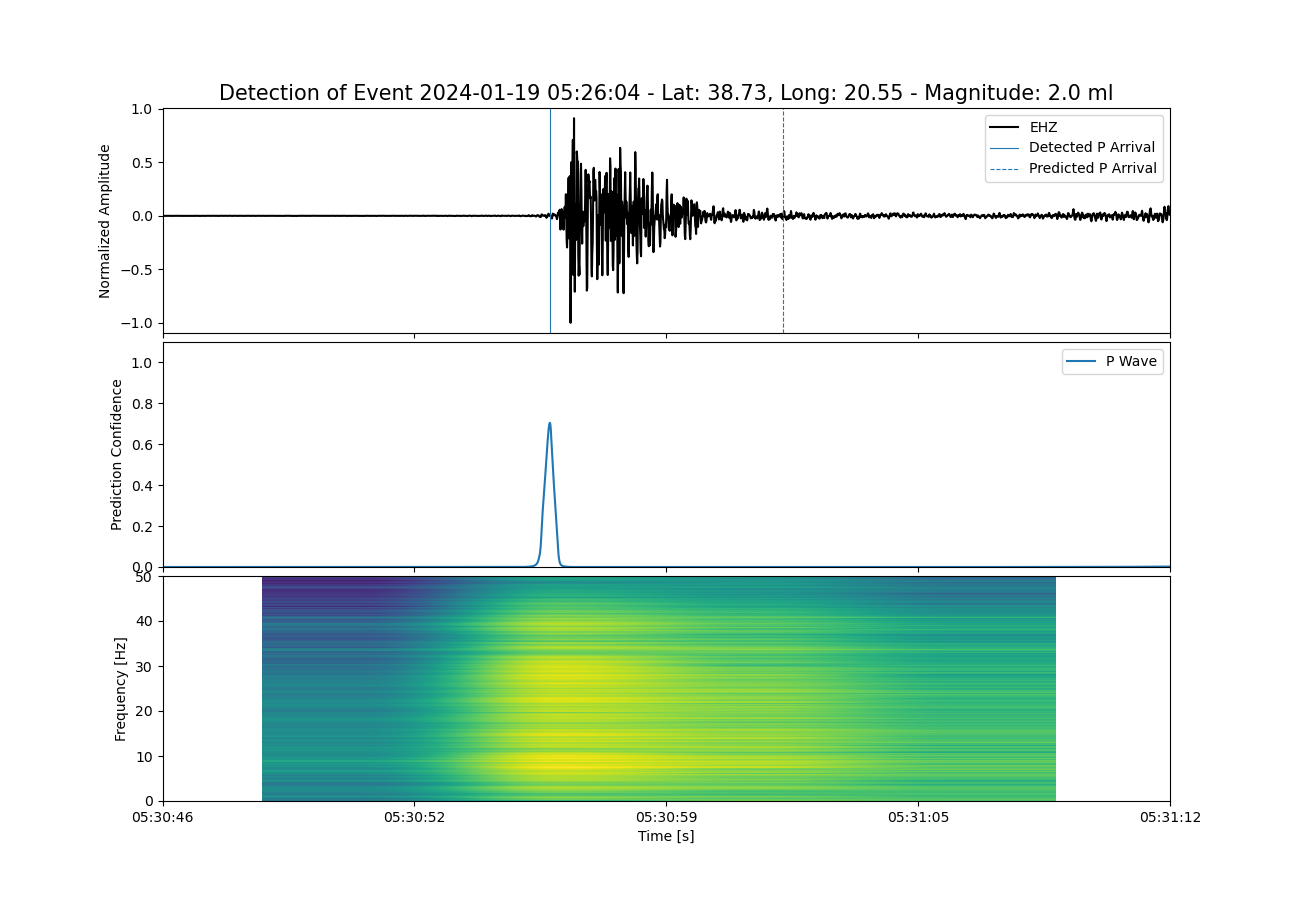 Detection of Event 2024-01-19 05:26:04 - Lat: 38.73, Long: 20.55 - Magnitude: 2.0 ml
1.0
0.5
0.0
−0.5
−1.0
Normalized Amplitude
EHZ
Detected P Arrival
Predicted P Arrival
1.0
0.8
0.6
0.4
0.2
0.0
Prediction Confidence
P Wave
50
40
30
20
10
0
Frequency [Hz]
05:30:46
05:30:52
05:30:59
05:31:05
05:31:12
Time [s]